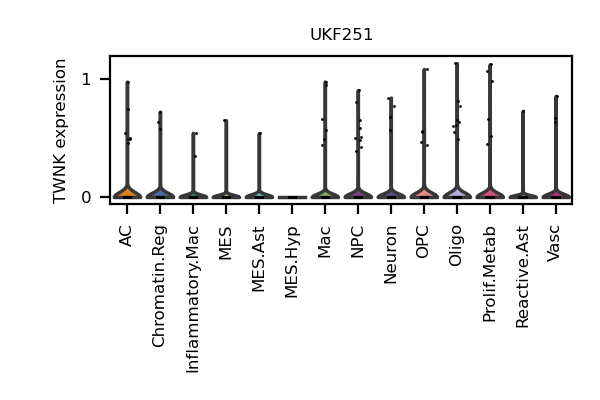 UKF251
TWNK expression
1
0
AC
Chromatin.Reg
Inflammatory.Mac
MES
MES.Ast
MES.Hyp
Mac
NPC
Neuron
OPC
Oligo
Prolif.Metab
Reactive.Ast
Vasc